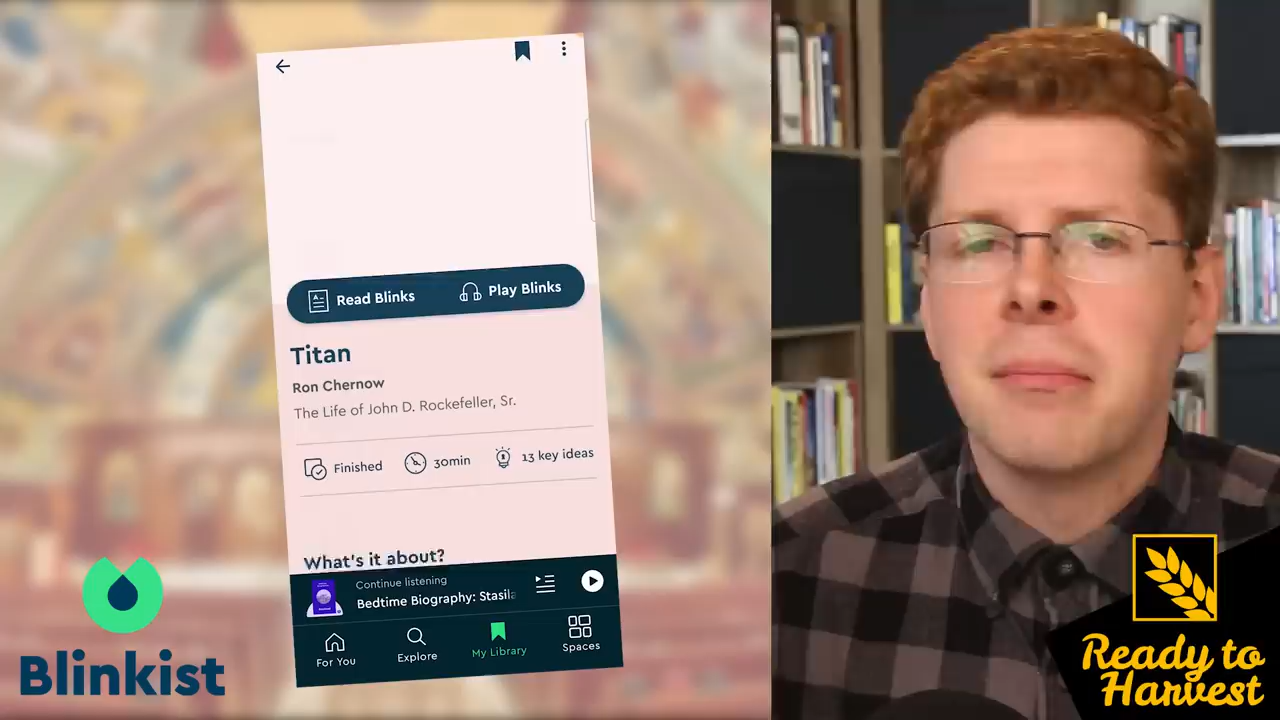 Read Blinks
Play Blinks
Titan
Ron Chernow
The Life of John D. Rockefeller, Sr.
Finished
30min
13 key ideas
What's it about?
Continue listening
Bedtime Biography: Stasila
For You
Explore
My Library
Spaces
Blinkist
Ready to
Harvest